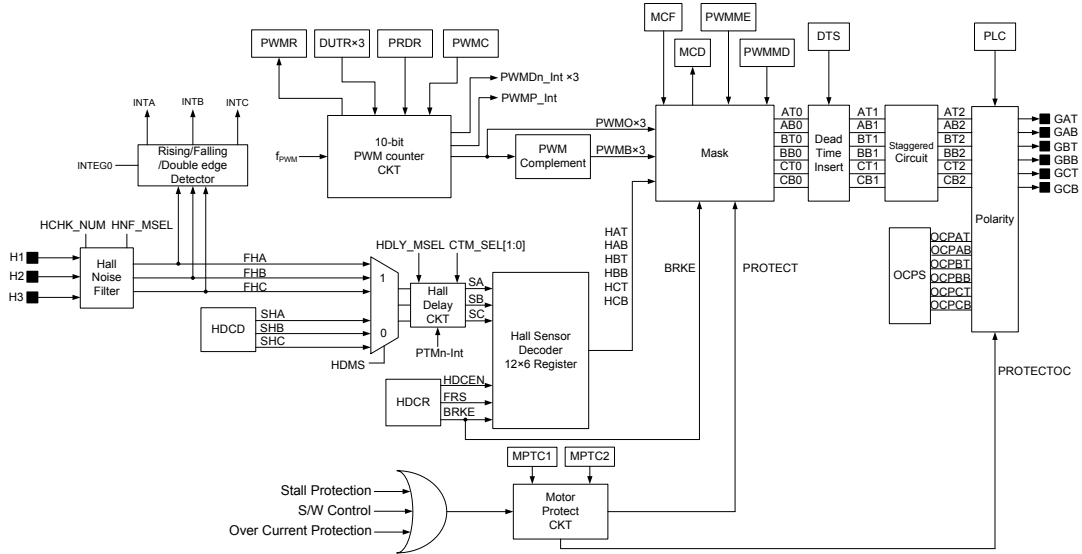 PWMR
DUTR×3
PRDR
PWMC
MCF
PWMME
MCD
PWMMD
DTS
PLC
PWMDn_Int ×3
PWMP_Int
INTA
INTB
INTC
INTEG0
Rising/Falling
/Double edge
Detector
fPWM
10-bit
PWM counter
CKT
PWM
Complement
PWMO×3
PWMB×3
Mask
AT0
AB0
BT0
BB0
CT0
CB0
Dead
Time
Insert
AT1
AB1
BT1
BB1
CT1
CB1
Staggered
Circuit
AT2
AB2
BT2
BB2
CT2
CB2
Polarity
GAT
GAB
GBT
GBB
GCT
GCB
HCHK_NUM
HNF_MSEL
H1
H2
H3
Hall
Noise
Filter
FHA
FHB
FHC
HDCD
SHA
SHB
SHC
1
0
HDMS
HDLY_MSEL
CTM_SEL[1:0]
Hall
Delay
CKT
PTMn-Int
SA
SB
SC
Hall Sensor
Decoder
12×6 Register
HDCR
HDCEN
FRS
BRKE
HAT
HAB
HBT
HBB
HCT
HCB
BRKE
PROTECT
OCPS
OCPAT
OCPAB
OCPBT
OCPBB
OCPCT
OCPCB
PROTECTOC
MPTC1
MPTC2
Motor
Protect
CKT
Stall Protection
S/W Control
Over Current Protection